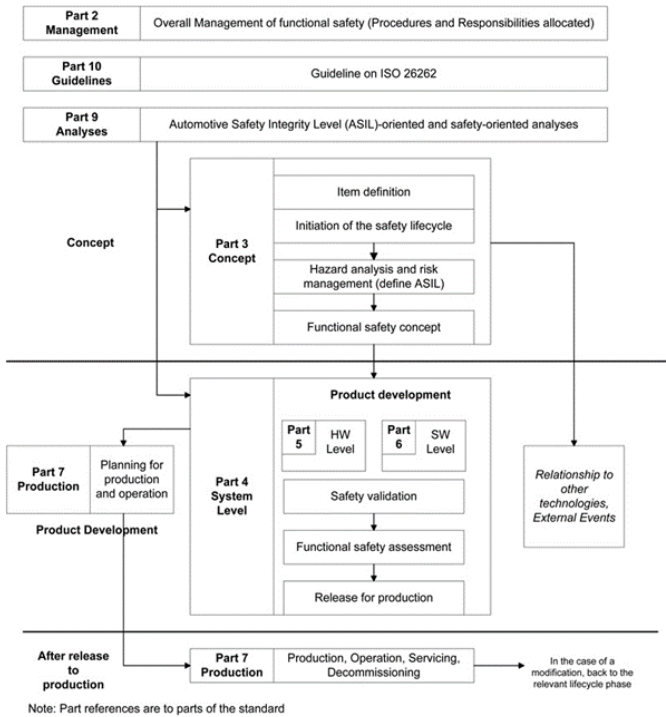 Part 2
Management
Overall Management of functional safety (Procedures and Responsibilities allocated)
Part 10
Guidelines
Guideline on ISO 26262
Part 9
Analyses
Automotive Safety Integrity Level (ASIL)-oriented and safety-oriented analyses
Concept
Part 3
Concept
Item definition
Initiation of the safety lifecycle
Hazard analysis and risk
management (define ASIL)
Functional safety concept
Part 4
System
Level
Product development
Part
5
HW
Level
Part
6
SW
Level
Safety validation
Functional safety assessment
Release for production
Part 7
Production
Planning for
production
and operation
Product Development
Relationship to
other
technologies,
External Events
After release
to
production
Part 7
Production
Production, Operation, Servicing,
Decommissioning
In the case of a
modification, back to the
relevant lifecycle phase
Note: Part references are to parts of the standard